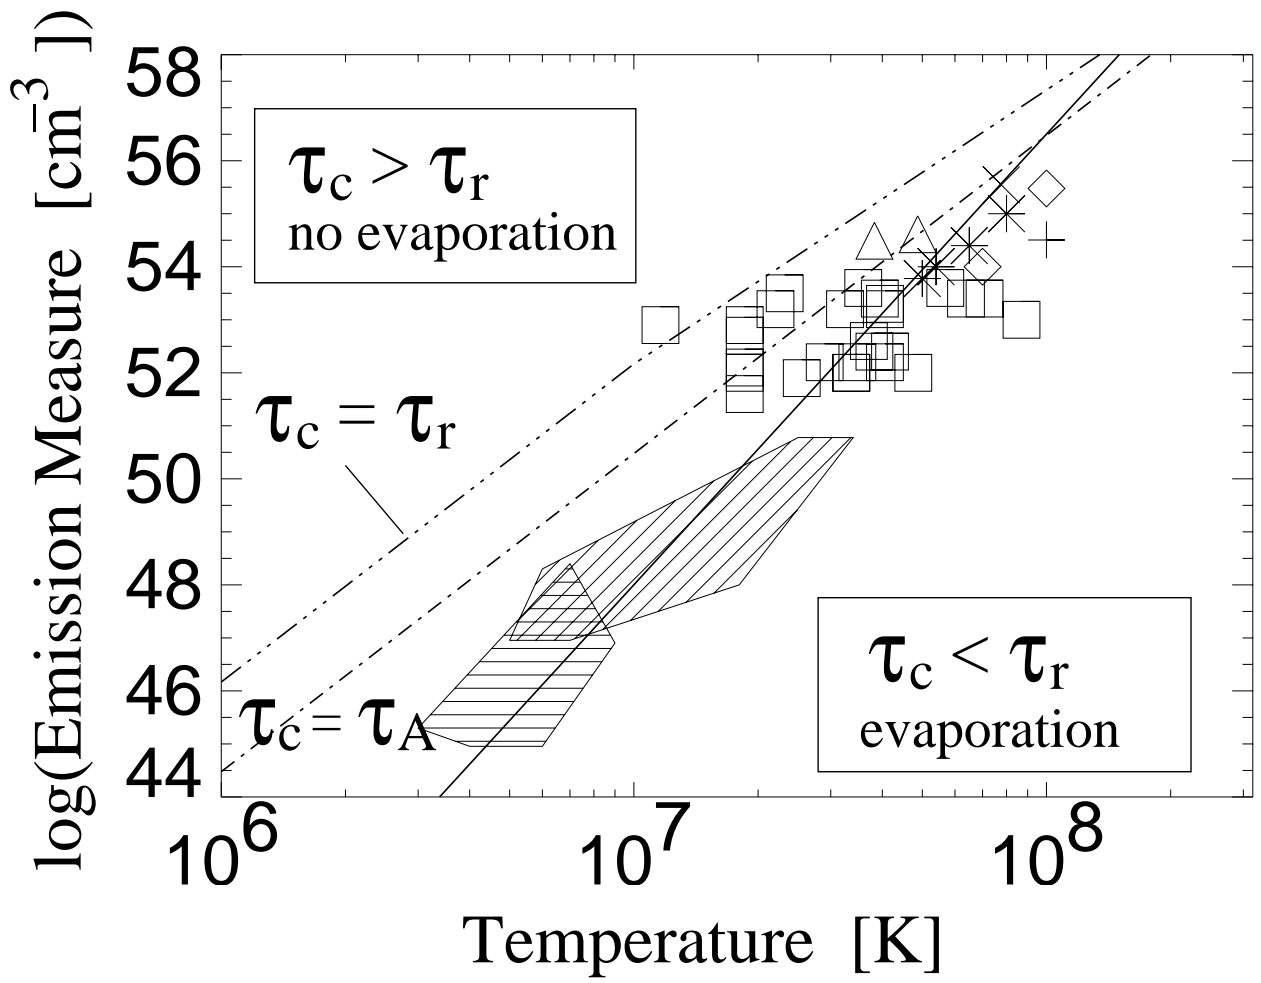 log(Emission Measure [cm⁻³])
58
56
54
52
50
48
46
44
τc > τr
no evaporation
τc = τr
τc = τA
τc < τr
evaporation
10⁶ 10⁷ 10⁸
Temperature [K]